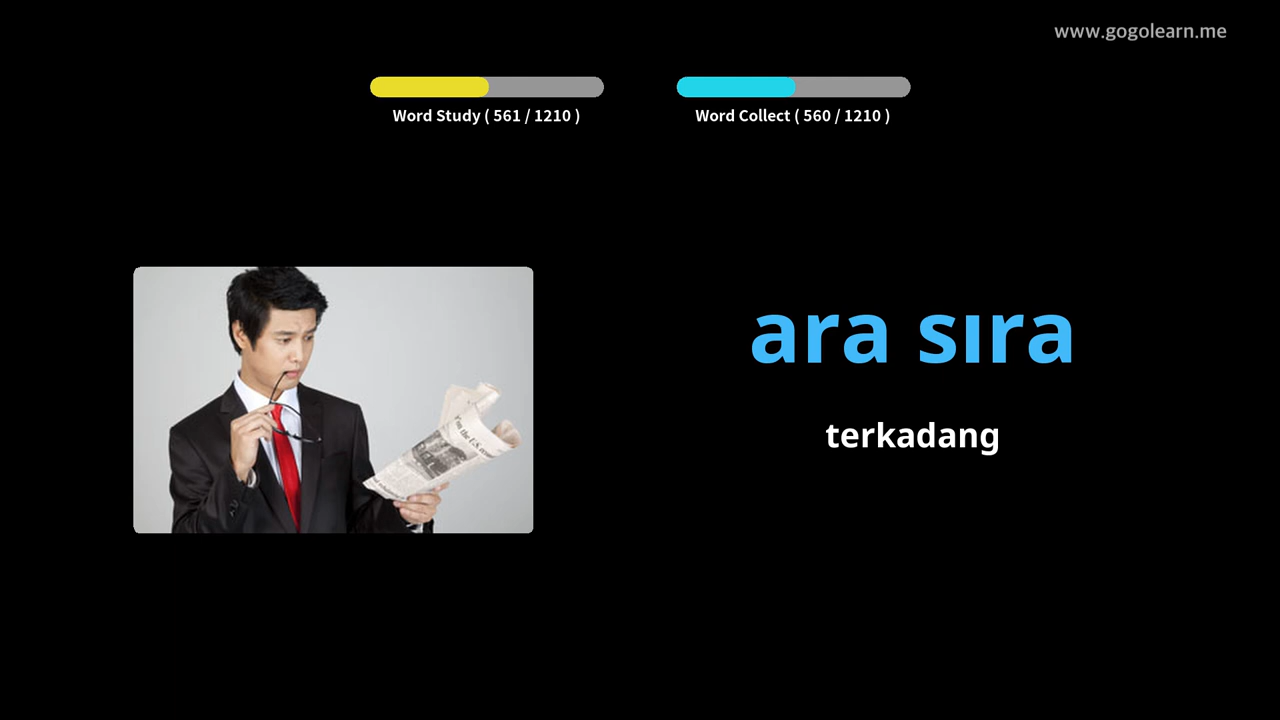 www.gogolearn.me
Word Study ( 561 / 1210 )
Word Collect ( 560 / 1210 )
ara sıra
terkadang